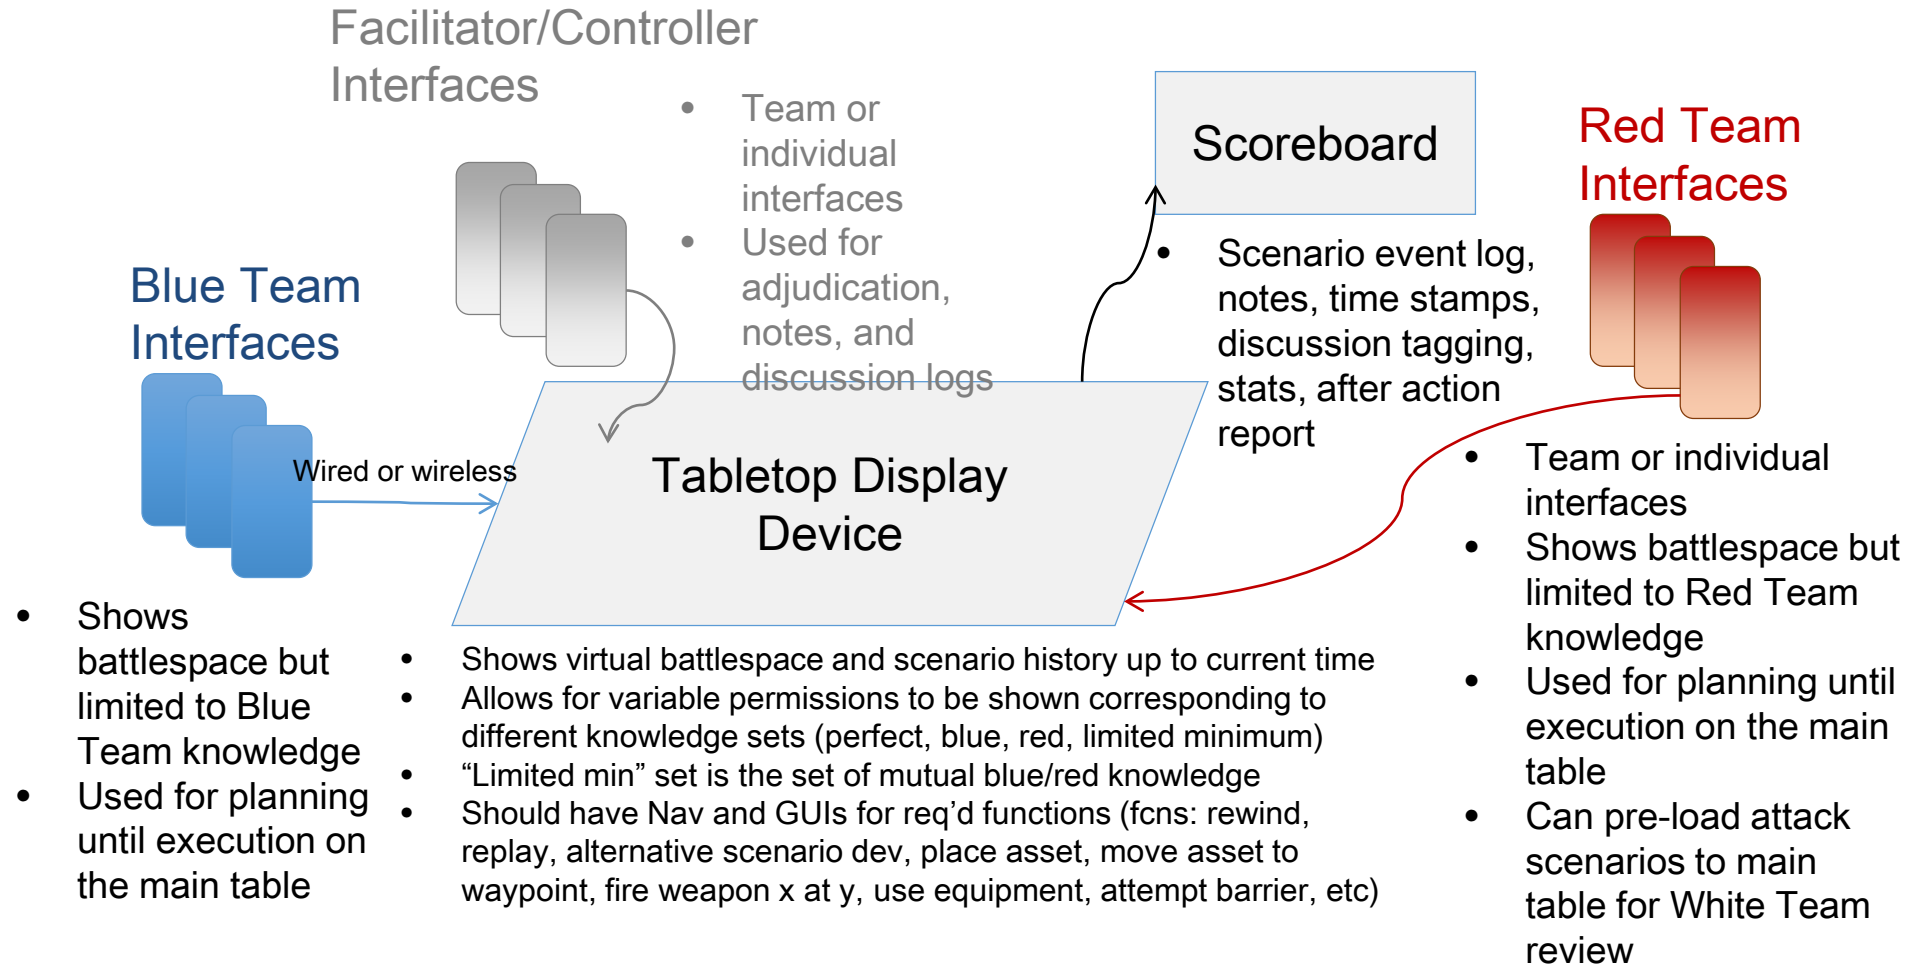 Facilitator/Controller
Interfaces
• Team or
individual
interfaces
• Used for
adjudication,
notes, and
discussion logs
Scoreboard
• Scenario event log,
notes, time stamps,
discussion tagging,
stats, after action
report
Red Team
Interfaces
• Team or individual
interfaces
• Shows battlespace but
limited to Red Team
knowledge
• Used for planning until
execution on the main
table
• Can pre-load attack
scenarios to main
table for White Team
review
Blue Team
Interfaces
Wired or wireless
• Shows
battlespace but
limited to Blue
Team knowledge
• Used for planning
until execution on
the main table
Tabletop Display
Device
• Shows virtual battlespace and scenario history up to current time
• Allows for variable permissions to be shown corresponding to
different knowledge sets (perfect, blue, red, limited minimum)
• “Limited min” set is the set of mutual blue/red knowledge
• Should have Nav and GUIs for req’d functions (fcns: rewind,
replay, alternative scenario dev, place asset, move asset to
waypoint, fire weapon x at y, use equipment, attempt barrier, etc)